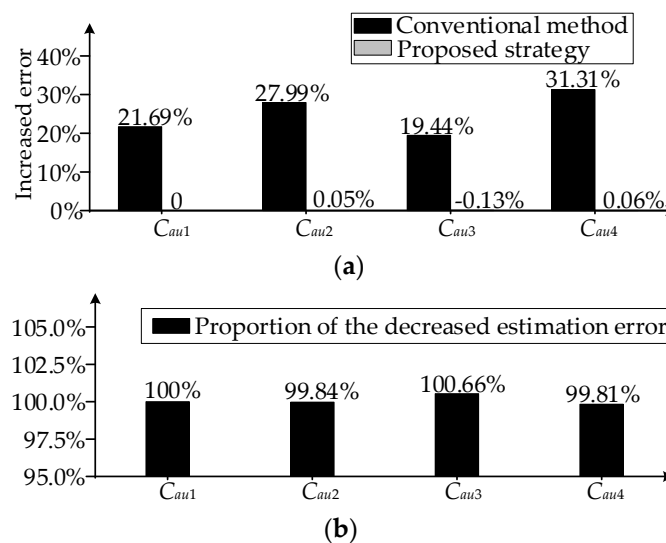 Conventional method
Proposed strategy
Increased error
40%
30%
20%
10%
0%
21.69%
0
27.99%
0.05%
19.44%
-0.13%
31.31%
0.06%
Cau1
Cau2
Cau3
Cau4
(a)
Proportion of the decreased estimation error
105.0%
102.5%
100.0%
97.5%
95.0%
100%
99.84%
100.66%
99.81%
Cau1
Cau2
Cau3
Cau4
(b)